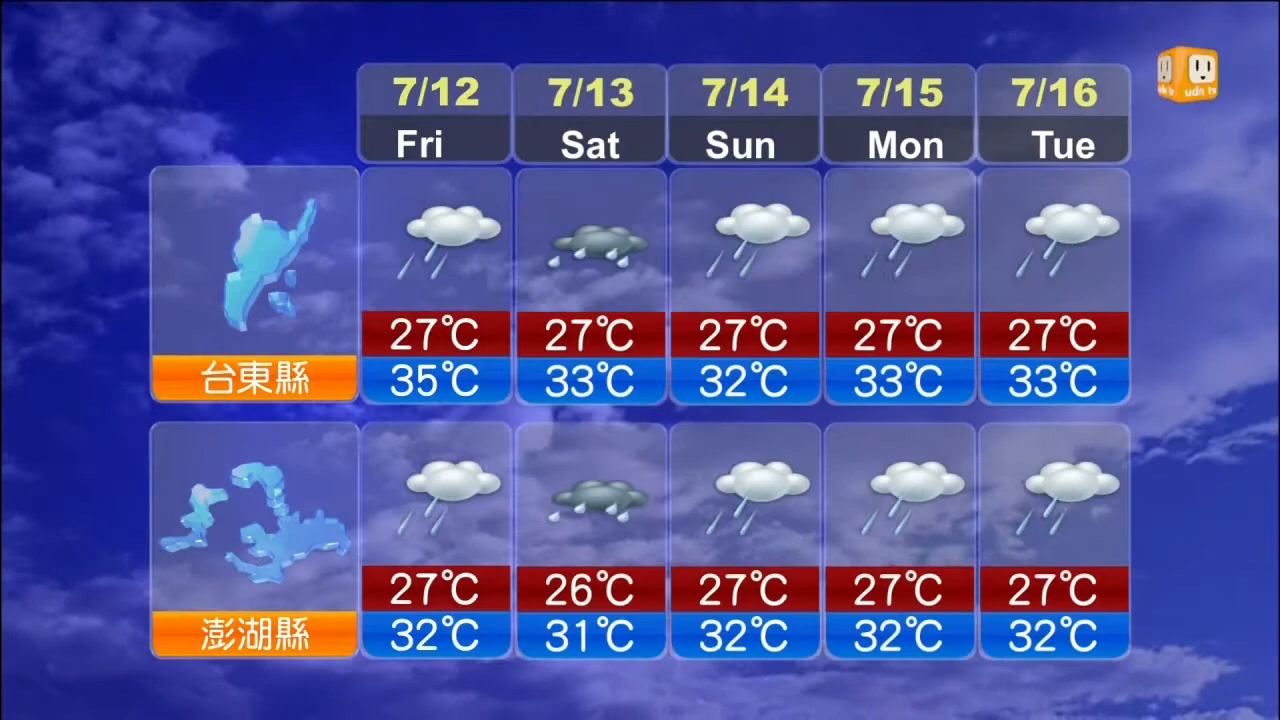 7/12 7/13 7/14 7/15 7/16
Fri Sat Sun Mon Tue
udn tv
27℃ 27℃ 27℃ 27℃ 27℃
台東縣 35℃ 33℃ 32℃ 33℃ 33℃
27℃ 26℃ 27℃ 27℃ 27℃
澎湖縣 32℃ 31℃ 32℃ 32℃ 32℃